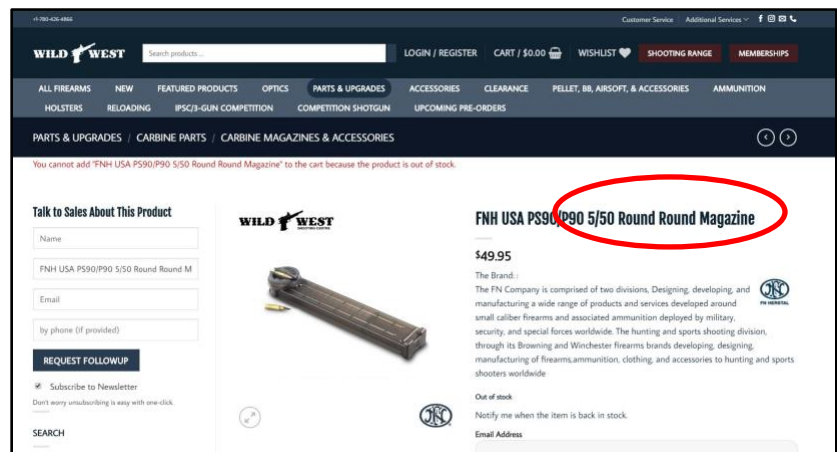 +1-780-426-4866
Customer Service Additional Services
WILD WEST
Search products...
LOGIN / REGISTER CART / $0.00 WISHLIST SHOOTING RANGE MEMBERSHIPS
ALL FIREARMS NEW FEATURED PRODUCTS OPTICS PARTS & UPGRADES ACCESSORIES CLEARANCE PELLET, BB, AIRSOFT, & ACCESSORIES AMMUNITION
HOLSTERS RELOADING IPSC/3-GUN COMPETITION COMPETITION SHOTGUN UPCOMING PRE-ORDERS
PARTS & UPGRADES / CARBINE PARTS / CARBINE MAGAZINES & ACCESSORIES
You cannot add "FNH USA PS90/P90 5/50 Round Round Magazine" to the cart because the product is out of stock.
Talk to Sales About This Product
Name
FNH USA PS90/P90 5/50 Round Round M
Email
by phone (if provided)
REQUEST FOLLOWUP
Subscribe to Newsletter
Don't worry unsubscribing is easy with one-click.
SEARCH
WILD WEST
FN
FNH USA PS90/P90 5/50 Round Round Magazine
$49.95
The Brand.:
The FN Company is comprised of two divisions, Designing, developing, and
manufacturing a wide range of products and services developed around
small caliber firearms and associated ammunition deployed by military,
security, and special forces worldwide. The hunting and sports shooting division,
through its Browning and Winchester firearms brands developing, designing,
manufacturing of firearms,ammunition, clothing, and accessories to hunting and sports
shooters worldwide
FN
FN HERSTAL
Out of stock
Notify me when the item is back in stock.
Email Address